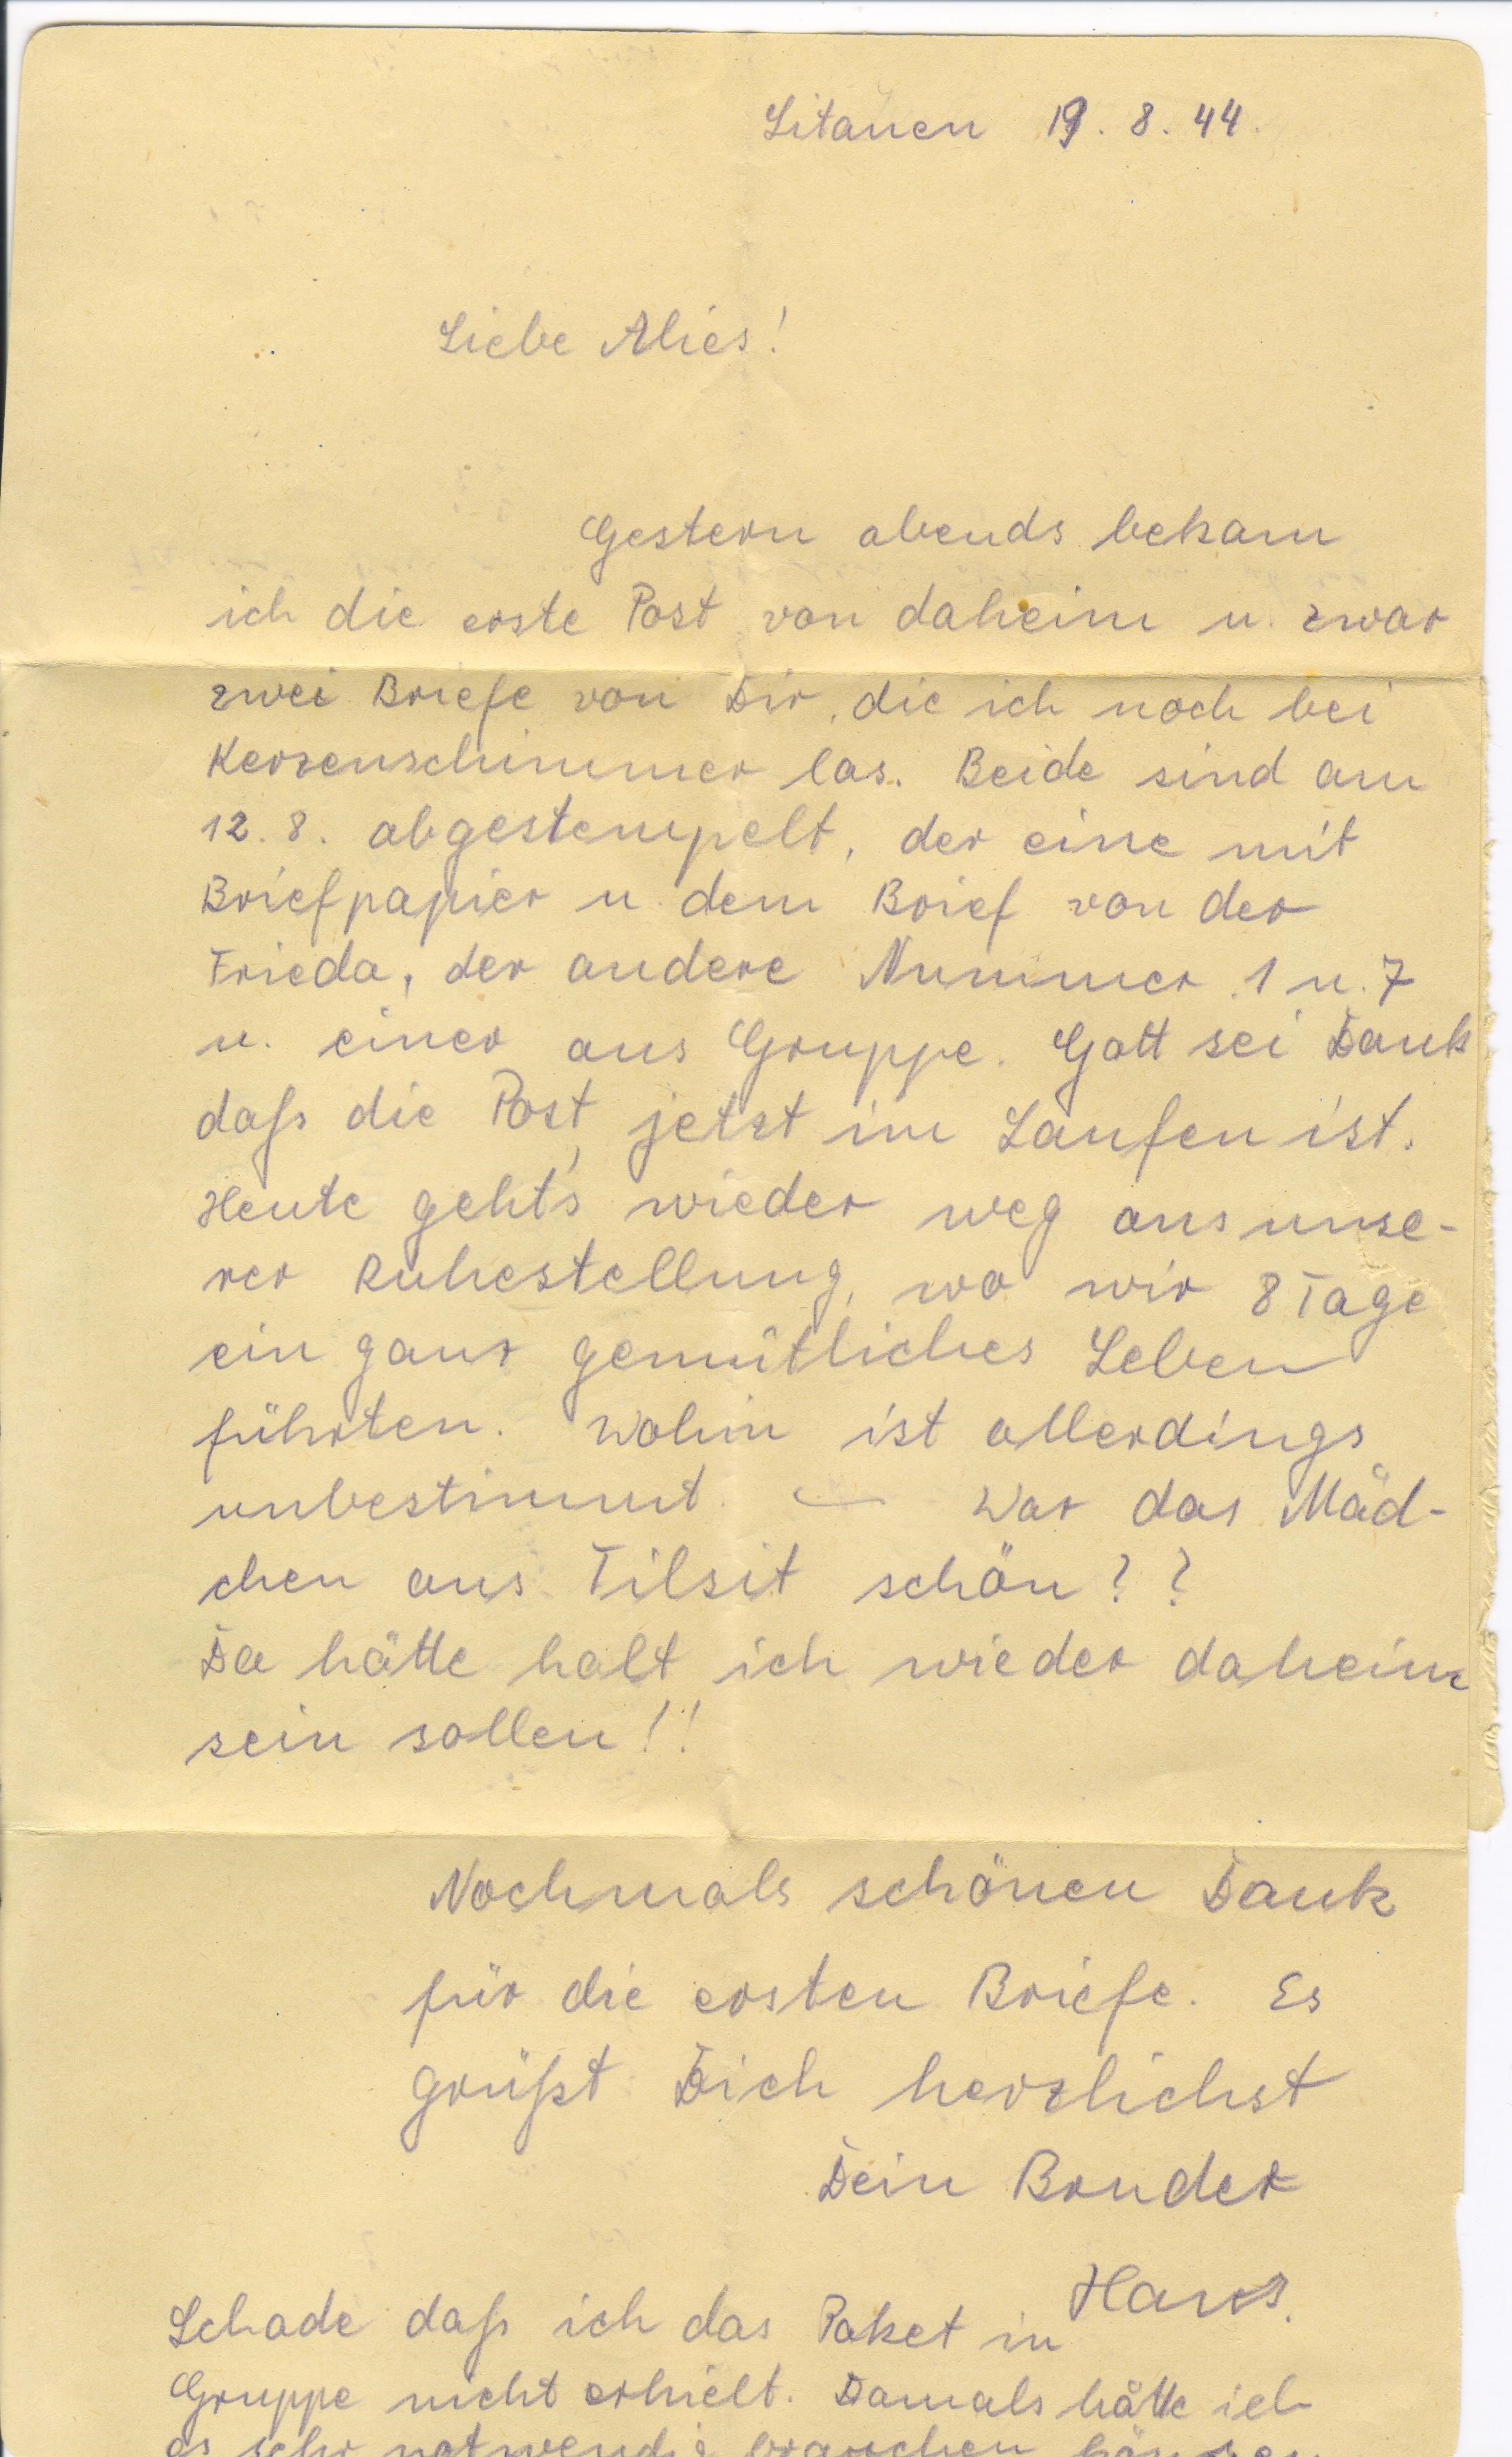 Litauen 19. 8. 44.
Liebe Alies!
Gestern abends bekam
ich die erste Post von daheim u. zwar
zwei Briefe von Dir, die ich noch bei
Kerzenschimmer las. Beide sind am
12. 8. abgestempelt, der eine mit
Briefpapier u. dem Brief von der
Frieda, der andere Nummer 1 u. 7
u. einer aus Gruppe. Gott sei Dank
daß die Post jetzt im Laufen ist.
Heute geht's wieder weg aus unse-
rer Ruhestellung, wo wir 8 Tage
ein ganz gemütliches Leben
führten. Wohin ist allerdings
unbestimmt. — War das Mäd-
chen aus Tilsit schön??
Da hätte halt ich wieder daheim
sein sollen!!
Nochmals schönen Dank
für die ersten Briefe. Es
grüßt Dich herzlichst
Dein Bruder
Hans.
Schade daß ich das Paket in
Gruppe nicht erhielt. Damals hätte ich
es sehr notwendig brauchen können